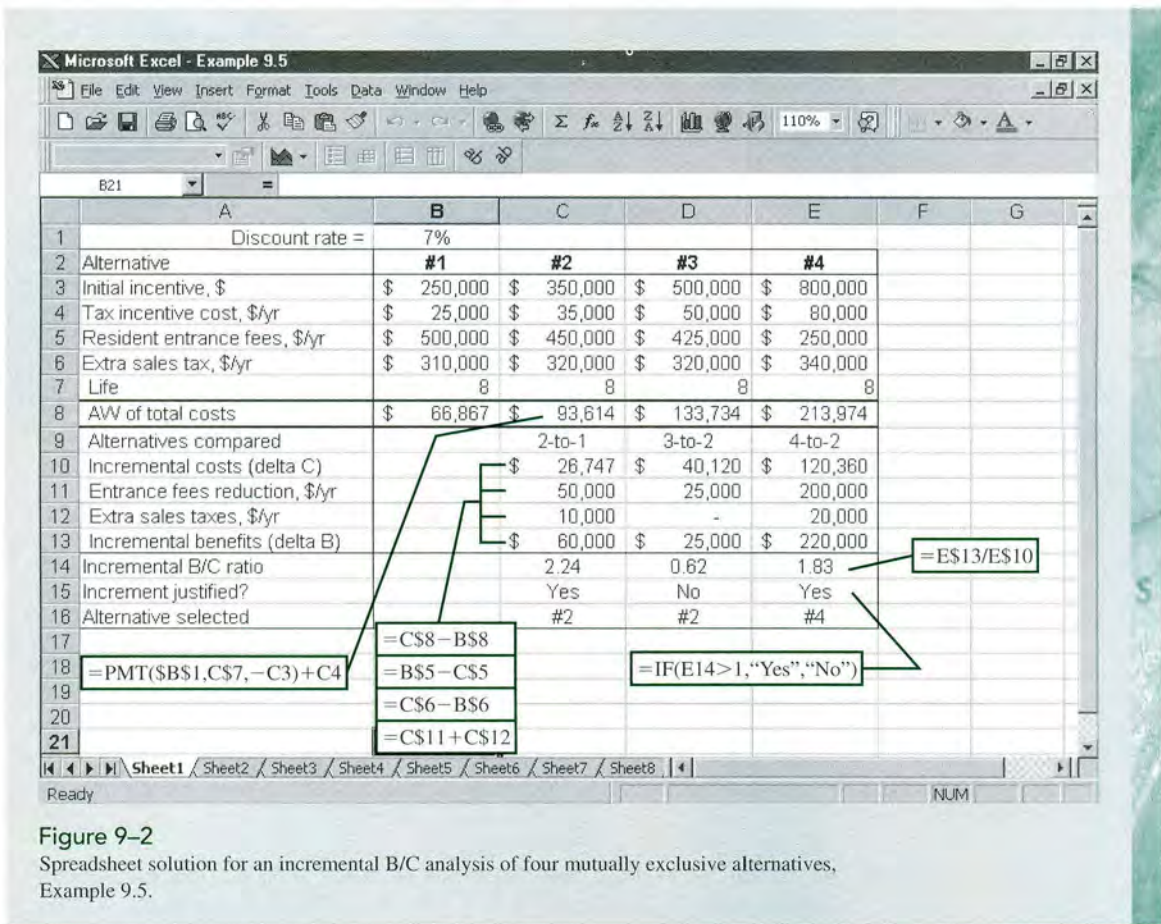 Microsoft Excel - Example 9.5
File Edit View Insert Format Tools Data Window Help
110%
B21 =
A B C D E F G
1 Discount rate = 7%
2 Alternative #1 #2 #3 #4
3 Initial incentive, $ $ 250,000 $ 350,000 $ 500,000 $ 800,000
4 Tax incentive cost, $/yr $ 25,000 $ 35,000 $ 50,000 $ 80,000
5 Resident entrance fees, $/yr $ 500,000 $ 450,000 $ 425,000 $ 250,000
6 Extra sales tax, $/yr $ 310,000 $ 320,000 $ 320,000 $ 340,000
7 Life 8 8 8 8
8 AW of total costs $ 66,867 $ 93,614 $ 133,734 $ 213,974
9 Alternatives compared 2-to-1 3-to-2 4-to-2
10 Incremental costs (delta C) $ 26,747 $ 40,120 $ 120,360
11 Entrance fees reduction, $/yr 50,000 25,000 200,000
12 Extra sales taxes, $/yr 10,000 - 20,000
13 Incremental benefits (delta B) $ 60,000 $ 25,000 $ 220,000
=E$13/E$10
14 Incremental B/C ratio 2.24 0.62 1.83
15 Increment justified? Yes No Yes
16 Alternative selected #2 #2 #4
17
=C$8−B$8
18
=PMT($B$1,C$7,−C3)+C4
=B$5−C$5
=IF(E14>1,“Yes”,“No”)
19
=C$6−B$6
20
21
=C$11+C$12
Sheet1 / Sheet2 / Sheet3 / Sheet4 / Sheet5 / Sheet6 / Sheet7 / Sheet8
Ready NUM
Figure 9–2
Spreadsheet solution for an incremental B/C analysis of four mutually exclusive alternatives,
Example 9.5.